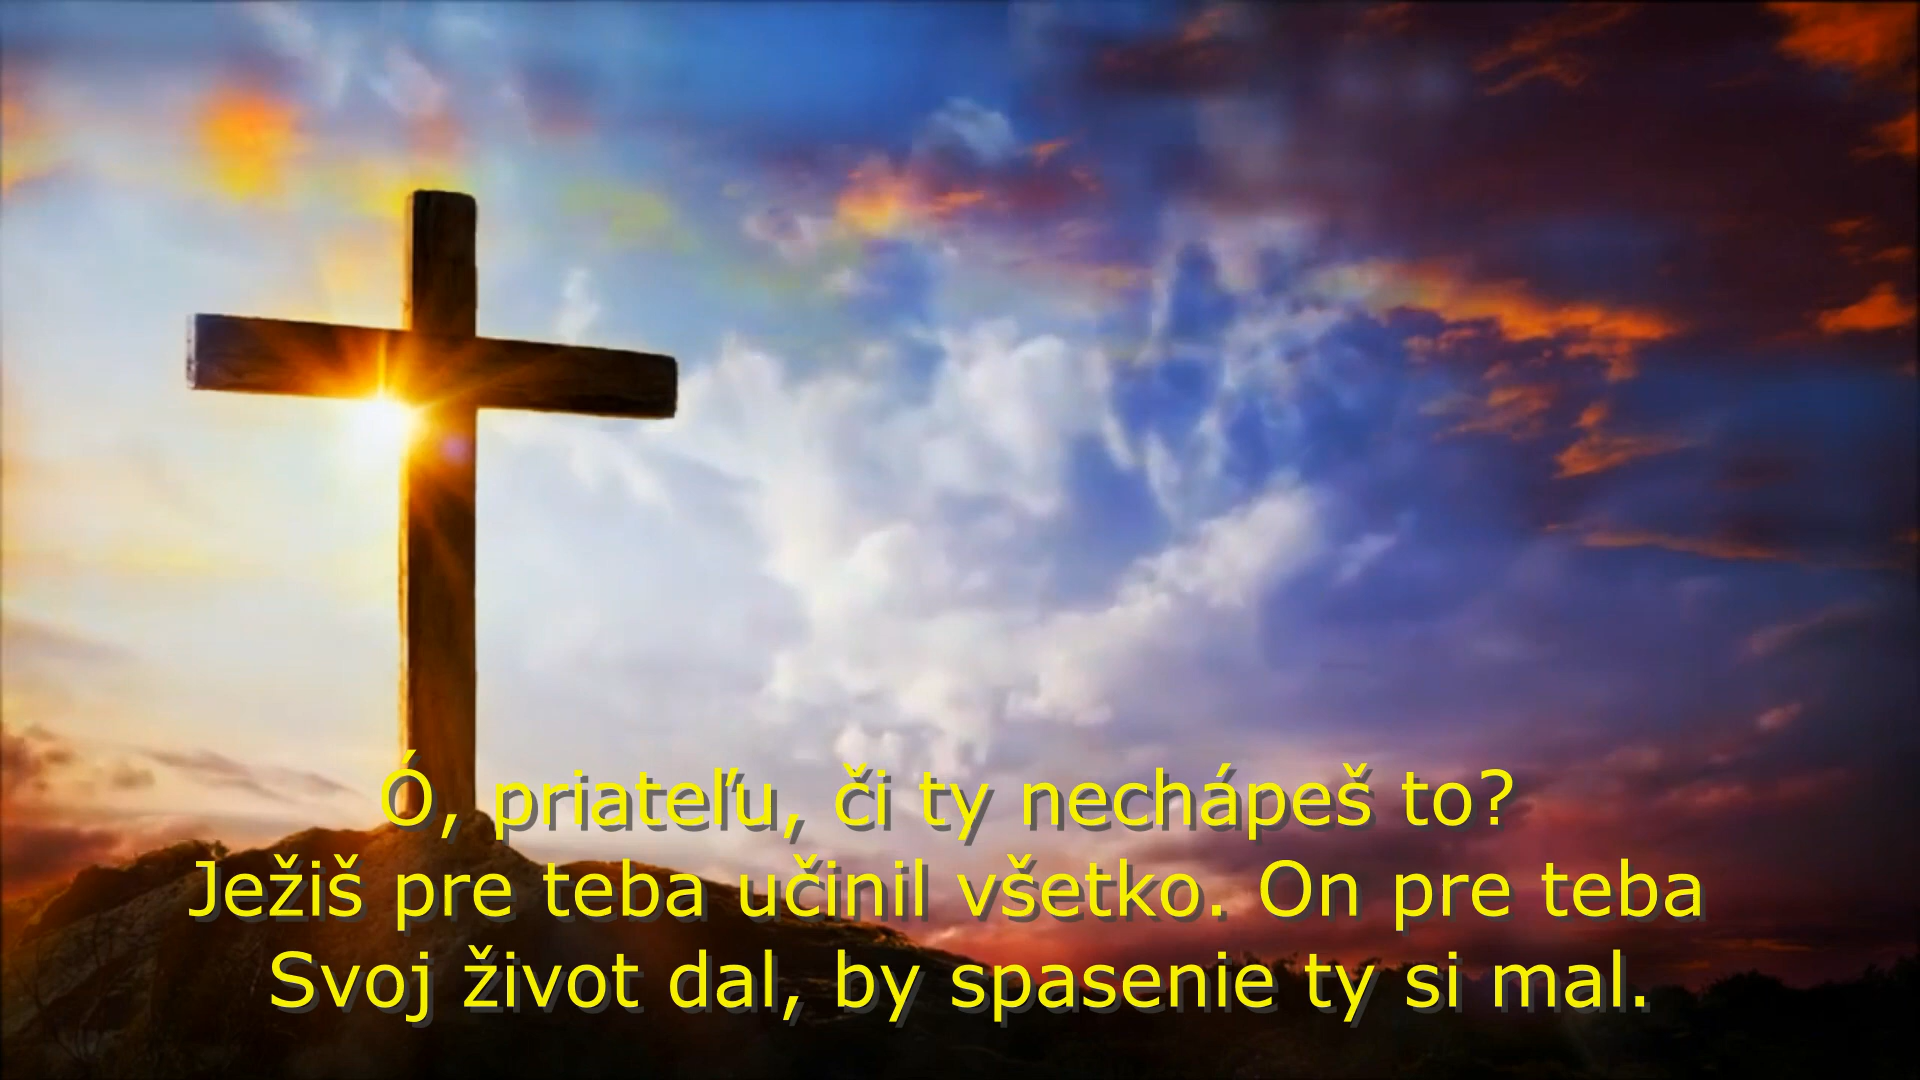 Ó, priateľu, či ty nechápeš to?
Ježiš pre teba učinil všetko. On pre teba
Svoj život dal, by spasenie ty si mal.